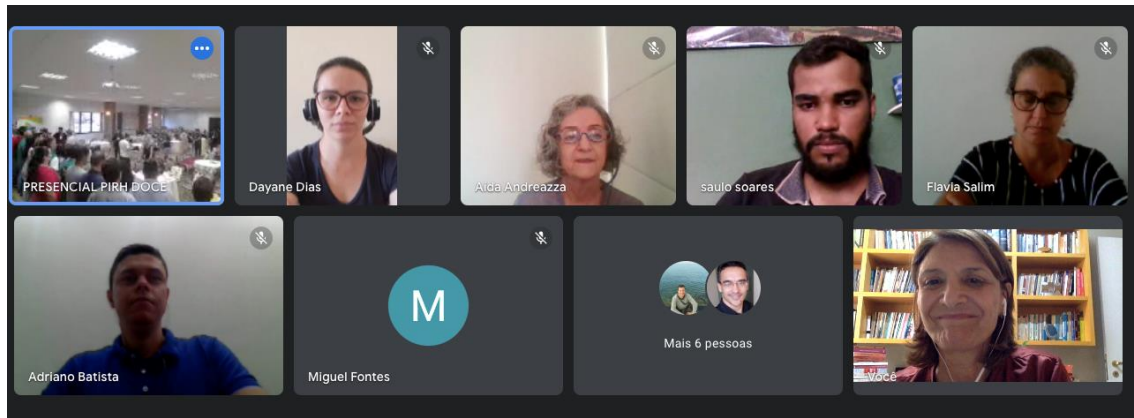 PRESENCIAL PIRH DOCE
Dayane Dias
Aida Andreazza
saulo soares
Flavia Salim
Adriano Batista
M
Miguel Fontes
Mais 6 pessoas
Você